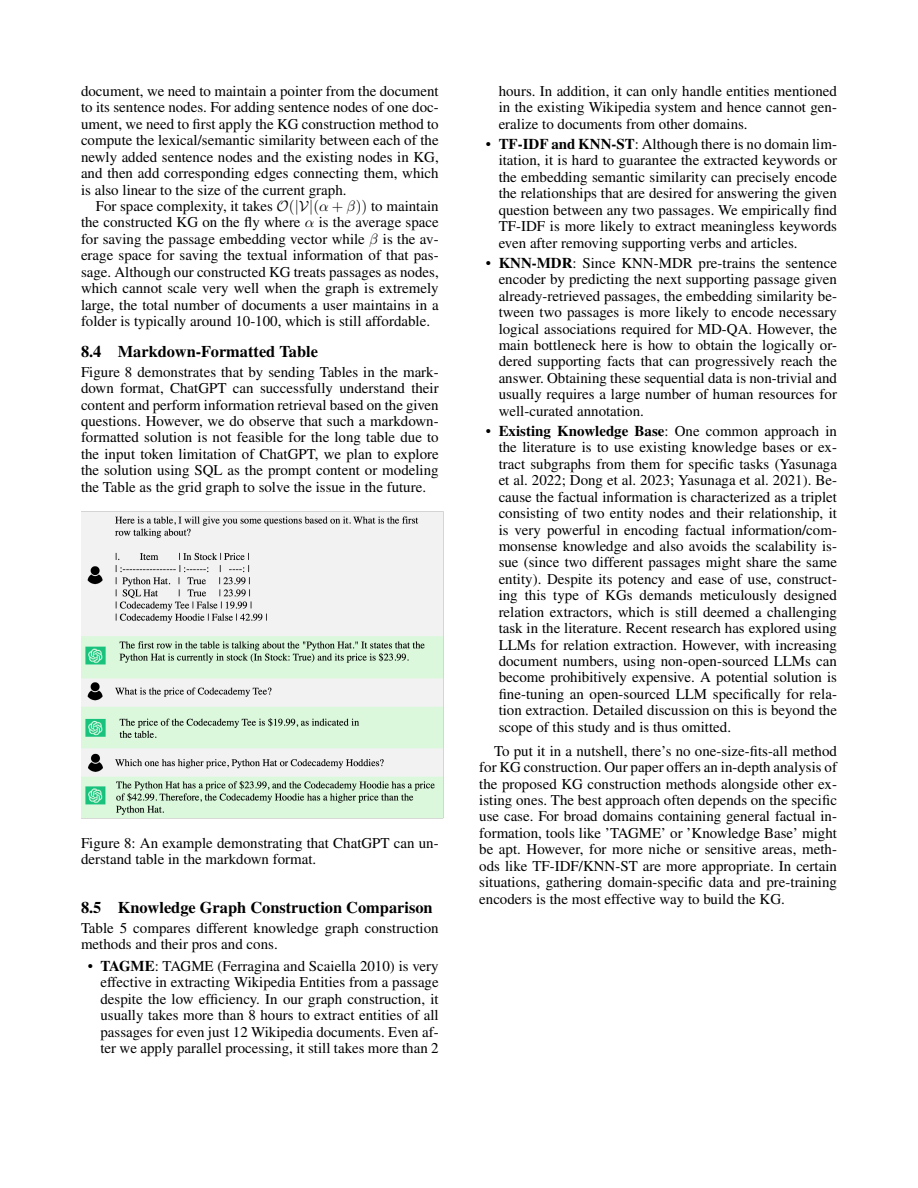 document, we need to maintain a pointer from the document
to its sentence nodes. For adding sentence nodes of one doc-
ument, we need to first apply the KG construction method to
compute the lexical/semantic similarity between each of the
newly added sentence nodes and the existing nodes in KG,
and then add corresponding edges connecting them, which
is also linear to the size of the current graph.
For space complexity, it takes O(|V|(α + β)) to maintain
the constructed KG on the fly where α is the average space
for saving the passage embedding vector while β is the av-
erage space for saving the textual information of that pas-
sage. Although our constructed KG treats passages as nodes,
which cannot scale very well when the graph is extremely
large, the total number of documents a user maintains in a
folder is typically around 10-100, which is still affordable.
8.4 Markdown-Formatted Table
Figure 8 demonstrates that by sending Tables in the mark-
down format, ChatGPT can successfully understand their
content and perform information retrieval based on the given
questions. However, we do observe that such a markdown-
formatted solution is not feasible for the long table due to
the input token limitation of ChatGPT, we plan to explore
the solution using SQL as the prompt content or modeling
the Table as the grid graph to solve the issue in the future.
Here is a table, I will give you some questions based on it. What is the first
row talking about?
|. Item | In Stock | Price |
| :---------------- | :------: | ----: |
| Python Hat. | True | 23.99 |
| SQL Hat | True | 23.99 |
| Codecademy Tee | False | 19.99 |
| Codecademy Hoodie | False | 42.99 |
The first row in the table is talking about the "Python Hat." It states that the
Python Hat is currently in stock (In Stock: True) and its price is $23.99.
What is the price of Codecademy Tee?
The price of the Codecademy Tee is $19.99, as indicated in
the table.
Which one has higher price, Python Hat or Codecademy Hoddies?
The Python Hat has a price of $23.99, and the Codecademy Hoodie has a price
of $42.99. Therefore, the Codecademy Hoodie has a higher price than the
Python Hat.
Figure 8: An example demonstrating that ChatGPT can un-
derstand table in the markdown format.
8.5 Knowledge Graph Construction Comparison
Table 5 compares different knowledge graph construction
methods and their pros and cons.
• TAGME: TAGME (Ferragina and Scaiella 2010) is very
effective in extracting Wikipedia Entities from a passage
despite the low efficiency. In our graph construction, it
usually takes more than 8 hours to extract entities of all
passages for even just 12 Wikipedia documents. Even af-
ter we apply parallel processing, it still takes more than 2
hours. In addition, it can only handle entities mentioned
in the existing Wikipedia system and hence cannot gen-
eralize to documents from other domains.
• TF-IDF and KNN-ST: Although there is no domain lim-
itation, it is hard to guarantee the extracted keywords or
the embedding semantic similarity can precisely encode
the relationships that are desired for answering the given
question between any two passages. We empirically find
TF-IDF is more likely to extract meaningless keywords
even after removing supporting verbs and articles.
• KNN-MDR: Since KNN-MDR pre-trains the sentence
encoder by predicting the next supporting passage given
already-retrieved passages, the embedding similarity be-
tween two passages is more likely to encode necessary
logical associations required for MD-QA. However, the
main bottleneck here is how to obtain the logically or-
dered supporting facts that can progressively reach the
answer. Obtaining these sequential data is non-trivial and
usually requires a large number of human resources for
well-curated annotation.
• Existing Knowledge Base: One common approach in
the literature is to use existing knowledge bases or ex-
tract subgraphs from them for specific tasks (Yasunaga
et al. 2022; Dong et al. 2023; Yasunaga et al. 2021). Be-
cause the factual information is characterized as a triplet
consisting of two entity nodes and their relationship, it
is very powerful in encoding factual information/com-
monsense knowledge and also avoids the scalability is-
sue (since two different passages might share the same
entity). Despite its potency and ease of use, construct-
ing this type of KGs demands meticulously designed
relation extractors, which is still deemed a challenging
task in the literature. Recent research has explored using
LLMs for relation extraction. However, with increasing
document numbers, using non-open-sourced LLMs can
become prohibitively expensive. A potential solution is
fine-tuning an open-sourced LLM specifically for rela-
tion extraction. Detailed discussion on this is beyond the
scope of this study and is thus omitted.
To put it in a nutshell, there's no one-size-fits-all method
for KG construction. Our paper offers an in-depth analysis of
the proposed KG construction methods alongside other ex-
isting ones. The best approach often depends on the specific
use case. For broad domains containing general factual in-
formation, tools like 'TAGME' or 'Knowledge Base' might
be apt. However, for more niche or sensitive areas, meth-
ods like TF-IDF/KNN-ST are more appropriate. In certain
situations, gathering domain-specific data and pre-training
encoders is the most effective way to build the KG.